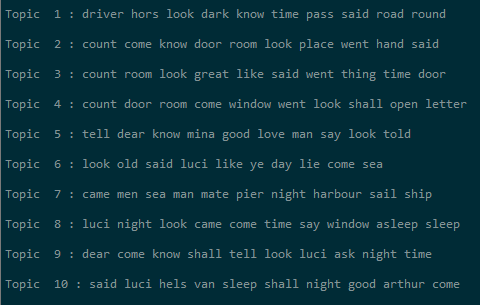 Topic  1 : driver hors look dark know time pass said road round
Topic  2 : count come know door room look place went hand said
Topic  3 : count room look great like said went thing time door
Topic  4 : count door room come window went look shall open letter
Topic  5 : tell dear know mina good love man say look told
Topic  6 : look old said luci like ye day lie come sea
Topic  7 : came men sea man mate pier night harbour sail ship
Topic  8 : luci night look came come time say window asleep sleep
Topic  9 : dear come know shall tell look luci ask night time
Topic  10 : said luci hels van sleep shall night good arthur come